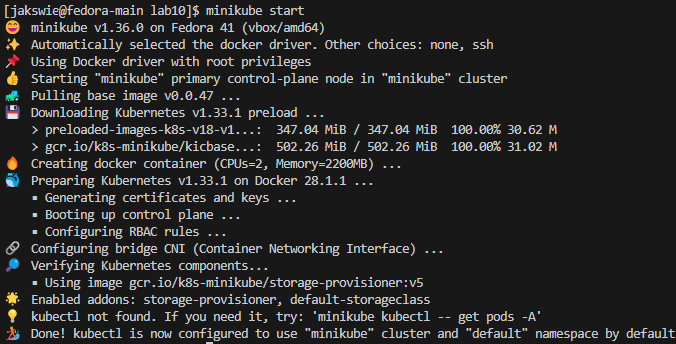 [jakswie@fedora-main lab10]$ minikube start
😄 minikube v1.36.0 on Fedora 41 (vbox/amd64)
✨ Automatically selected the docker driver. Other choices: none, ssh
📌 Using Docker driver with root privileges
👍 Starting "minikube" primary control-plane node in "minikube" cluster
🚜 Pulling base image v0.0.47 ...
💾 Downloading Kubernetes v1.33.1 preload ...
> preloaded-images-k8s-v18-v1...: 347.04 MiB / 347.04 MiB 100.00% 30.62 M
> gcr.io/k8s-minikube/kicbase...: 502.26 MiB / 502.26 MiB 100.00% 31.02 M
🔥 Creating docker container (CPUs=2, Memory=2200MB) ...
🐳 Preparing Kubernetes v1.33.1 on Docker 28.1.1 ...
▪ Generating certificates and keys ...
▪ Booting up control plane ...
▪ Configuring RBAC rules ...
🔗 Configuring bridge CNI (Container Networking Interface) ...
🔎 Verifying Kubernetes components...
▪ Using image gcr.io/k8s-minikube/storage-provisioner:v5
🌟 Enabled addons: storage-provisioner, default-storageclass
💡 kubectl not found. If you need it, try: 'minikube kubectl -- get pods -A'
🏄 Done! kubectl is now configured to use "minikube" cluster and "default" namespace by default